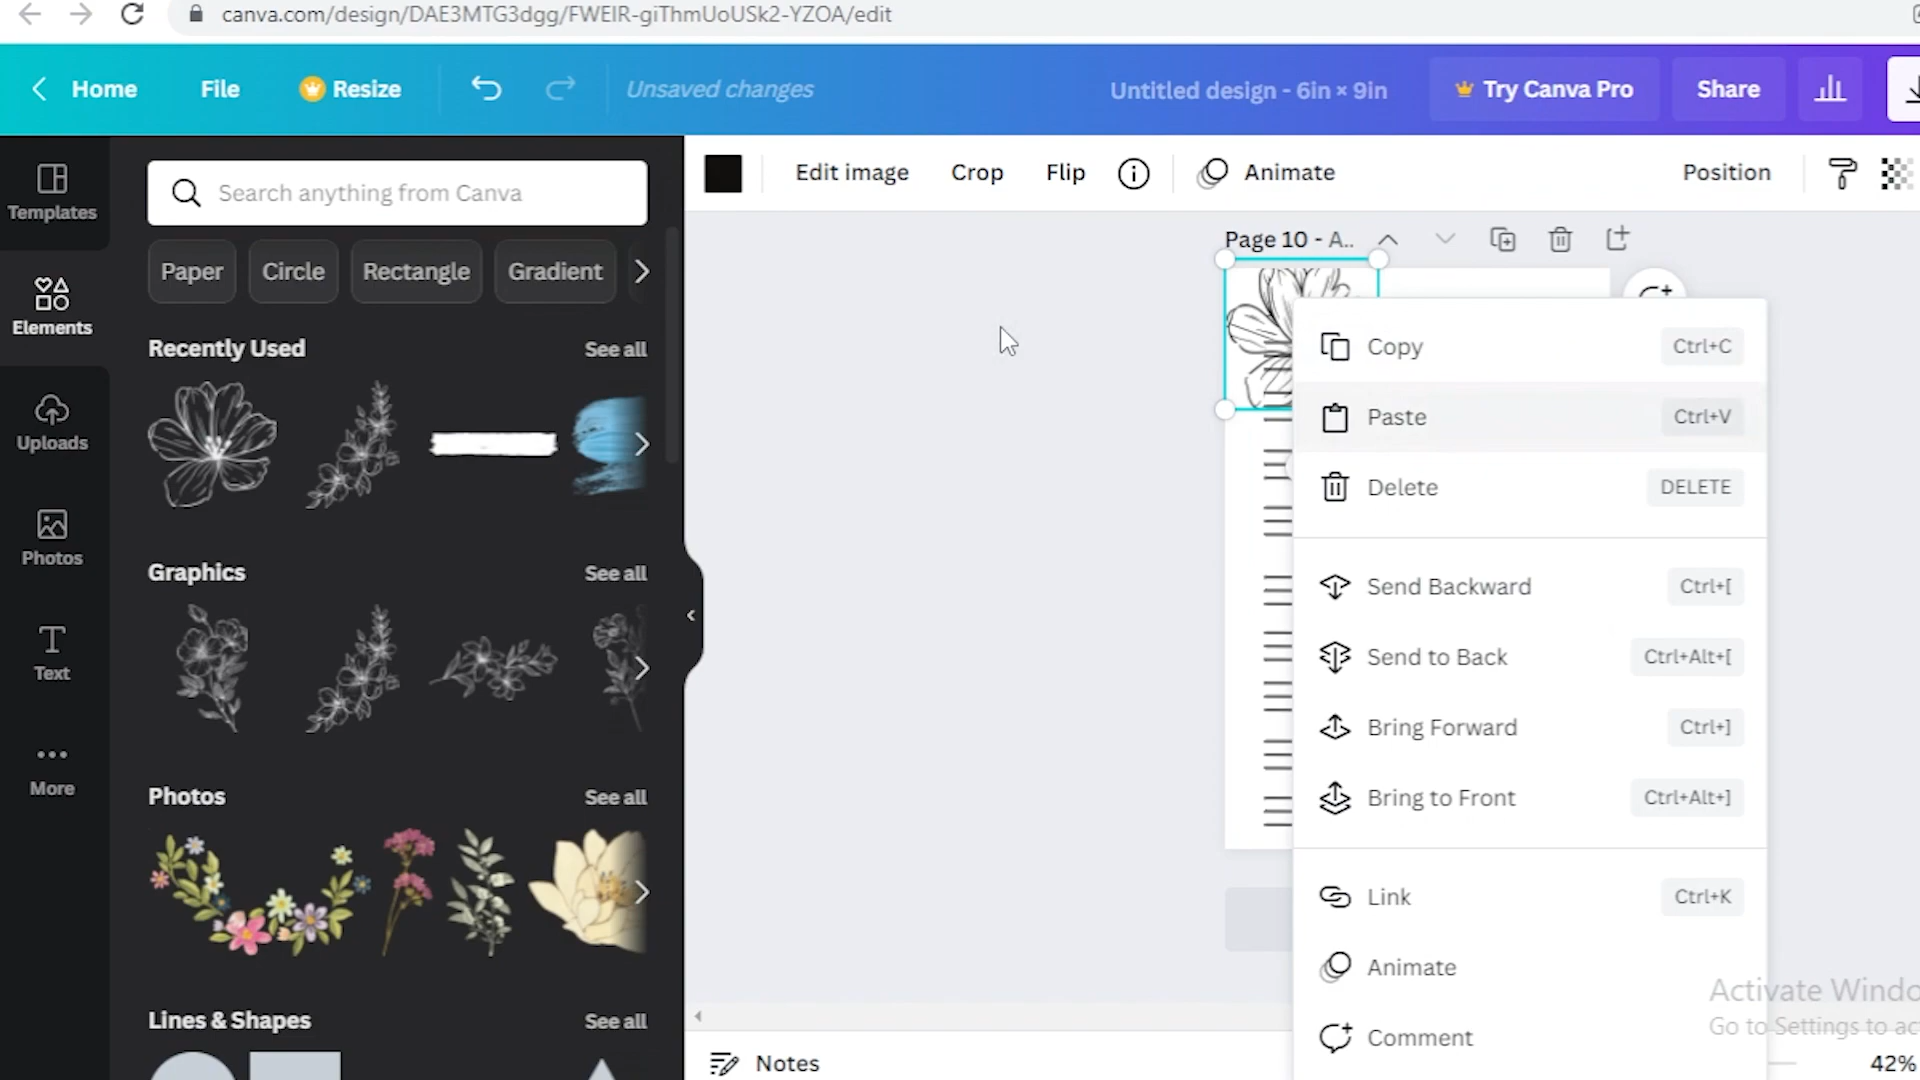 canva.com/design/DAE3MTG3dgg/FWEIR-giThmUoUSk2-YZOA/edit
Home File Resize Unsaved changes Untitled design - 6in × 9in Try Canva Pro Share
Search anything from Canva
Edit image Crop Flip Animate Position
Templates
Elements
Uploads
Photos
Text
More
Paper Circle Rectangle Gradient
Recently Used See all
Graphics See all
Photos See all
Lines & Shapes See all
Page 10 - A..
Copy Ctrl+C
Paste Ctrl+V
Delete DELETE
Send Backward Ctrl+[
Send to Back Ctrl+Alt+[
Bring Forward Ctrl+]
Bring to Front Ctrl+Alt+]
Link Ctrl+K
Animate
Comment
Activate Windo
Go to Settings to ac
Notes
42%